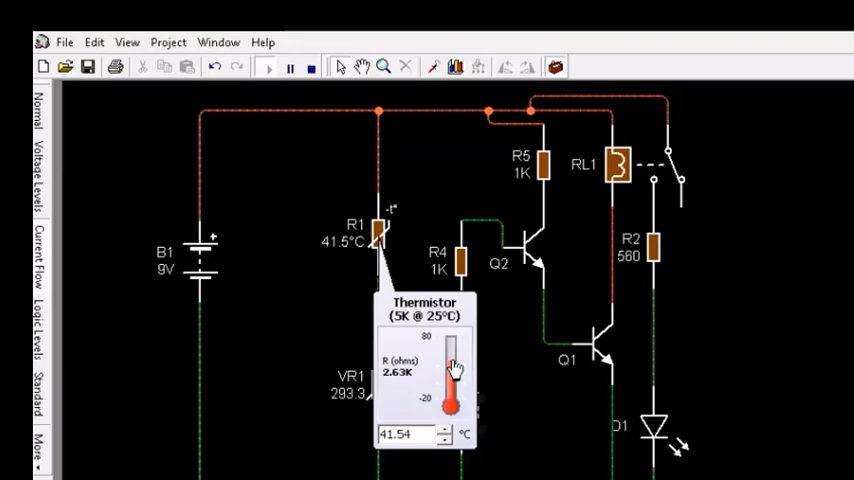 File Edit View Project Window Help
Normal
Voltage Levels
Current Flow
Logic Levels
Standard
More
R5
1K
RL1
R1
41.5°C
-t°
R4
1K
Q2
R2
560
B1
9V
Thermistor
(5K @ 25°C)
80
R (ohms)
2.63K
-20
41.54 °C
VR1
293.3
Q1
D1